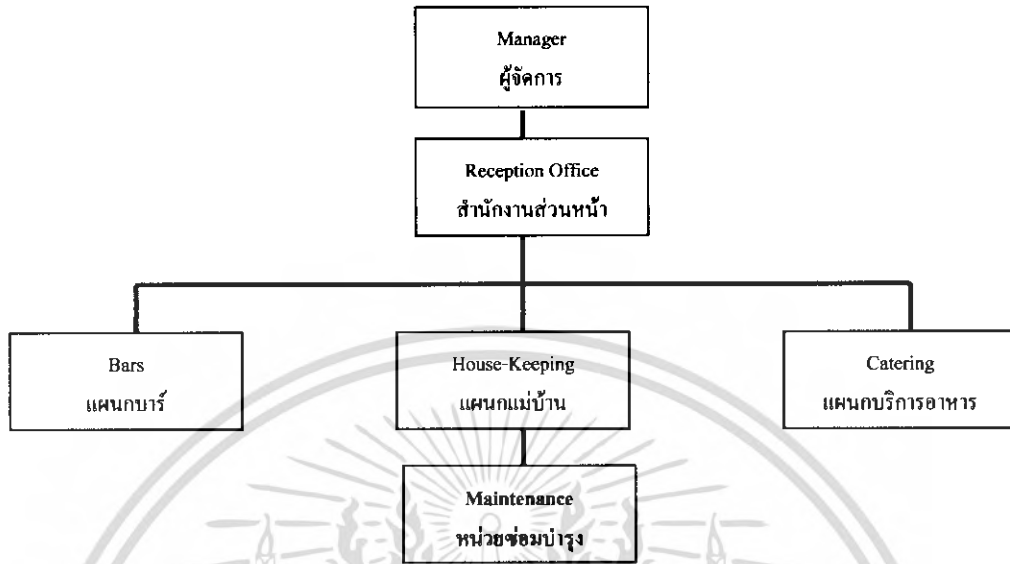 Manager
ผู้จัดการ
Reception Office
สำนักงานส่วนหน้า
Bars
แผนกบาร์
House-Keeping
แผนกแม่บ้าน
Catering
แผนกบริการอาหาร
Maintenance
หน่วยซ่อมบำรุง